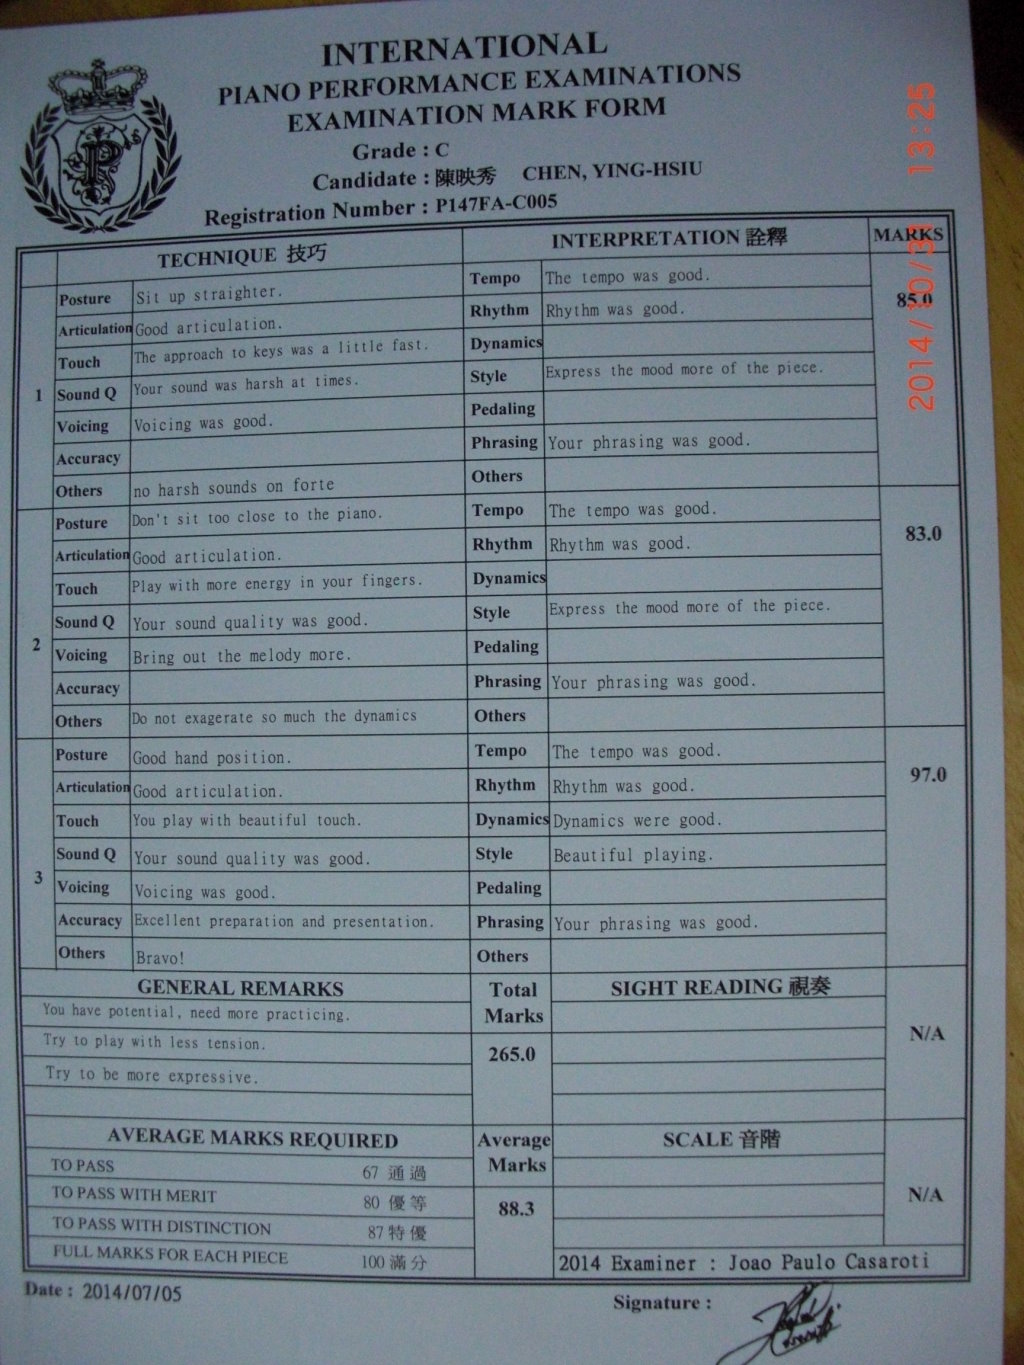 INTERNATIONAL
PIANO PERFORMANCE EXAMINATIONS
EXAMINATION MARK FORM
Grade : C
Candidate : 陳映秀 CHEN, YING-HSIU
Registration Number : P147FA-C005
TECHNIQUE 技巧
INTERPRETATION 詮釋
MARKS
1
Posture Sit up straighter.
Articulation Good articulation.
Touch The approach to keys was a little fast.
Sound Q Your sound was harsh at times.
Voicing Voicing was good.
Accuracy
Others no harsh sounds on forte
Tempo The tempo was good.
Rhythm Rhythm was good.
Dynamics
Style Express the mood more of the piece.
Pedaling
Phrasing Your phrasing was good.
Others
85.0
2
Posture Don't sit too close to the piano.
Articulation Good articulation.
Touch Play with more energy in your fingers.
Sound Q Your sound quality was good.
Voicing Bring out the melody more.
Accuracy
Others Do not exagerate so much the dynamics
Tempo The tempo was good.
Rhythm Rhythm was good.
Dynamics
Style Express the mood more of the piece.
Pedaling
Phrasing Your phrasing was good.
Others
83.0
3
Posture Good hand position.
Articulation Good articulation.
Touch You play with beautiful touch.
Sound Q Your sound quality was good.
Voicing Voicing was good.
Accuracy Excellent preparation and presentation.
Others Bravo!
Tempo The tempo was good.
Rhythm Rhythm was good.
Dynamics Dynamics were good.
Style Beautiful playing.
Pedaling
Phrasing Your phrasing was good.
Others
97.0
GENERAL REMARKS
You have potential, need more practicing.
Try to play with less tension.
Try to be more expressive.
Total
Marks
265.0
SIGHT READING 視奏
N/A
AVERAGE MARKS REQUIRED
TO PASS 67 通過
TO PASS WITH MERIT 80 優等
TO PASS WITH DISTINCTION 87 特優
FULL MARKS FOR EACH PIECE 100 滿分
Average
Marks
88.3
SCALE 音階
N/A
2014 Examiner : Joao Paulo Casaroti
Date : 2014/07/05
Signature :
2014/10/31 13:25